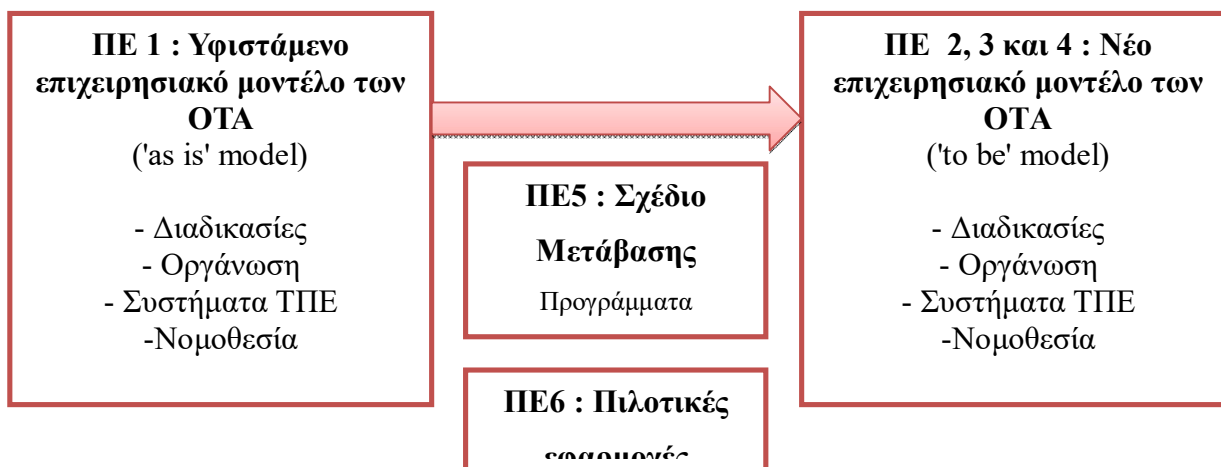 ΠΕ 1 : Υφιστάμενο
επιχειρησιακό μοντέλο των
ΟΤΑ
('as is' model)
- Διαδικασίες
- Οργάνωση
- Συστήματα ΤΠΕ
-Νομοθεσία
ΠΕ5 : Σχέδιο
Μετάβασης
Προγράμματα
ΠΕ6 : Πιλοτικές
εφαρμογές
ΠΕ 2, 3 και 4 : Νέο
επιχειρησιακό μοντέλο των
ΟΤΑ
('to be' model)
- Διαδικασίες
- Οργάνωση
- Συστήματα ΤΠΕ
-Νομοθεσία